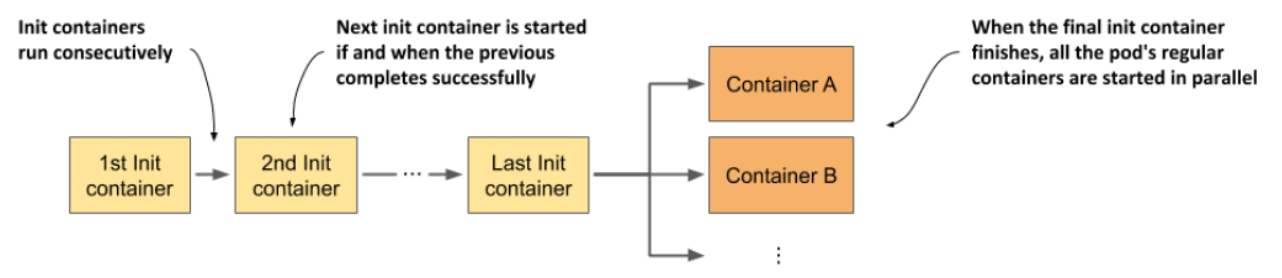 Init containers
run consecutively
Next init container is started
if and when the previous
completes successfully
When the final init container
finishes, all the pod's regular
containers are started in parallel
1st Init
container
2nd Init
container
...
Last Init
container
Container A
Container B
⋮